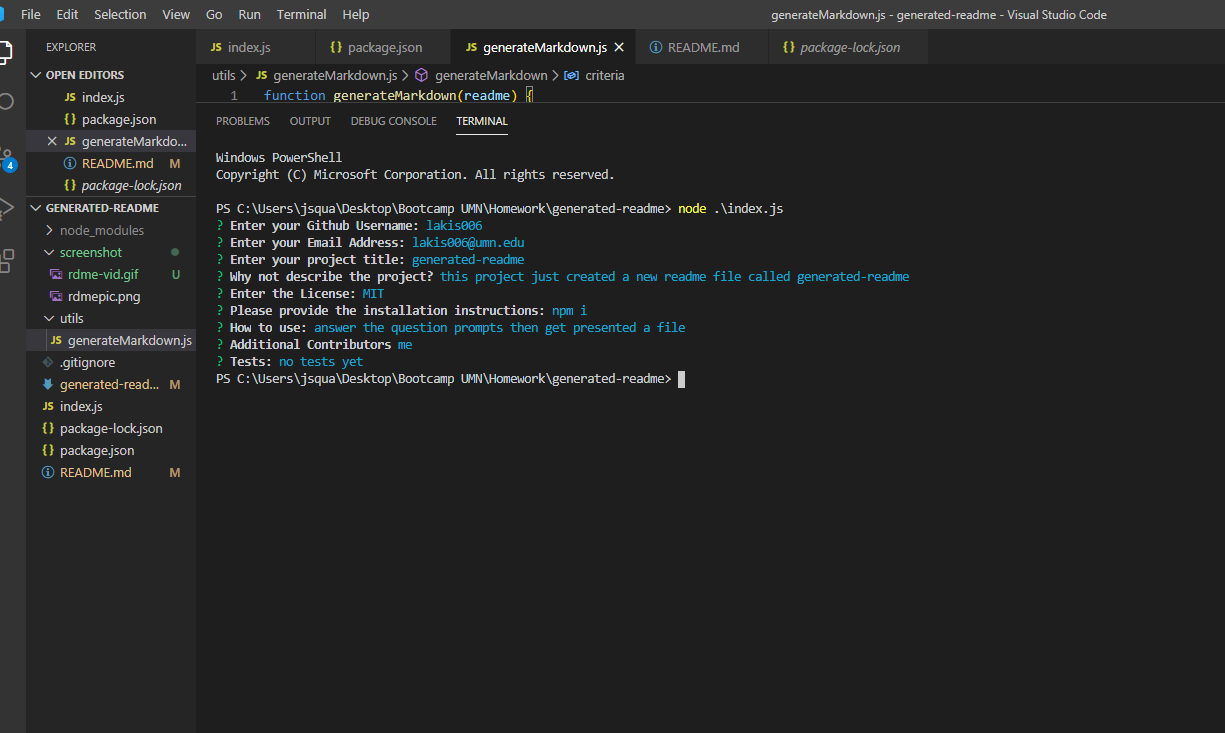 File Edit Selection View Go Run Terminal Help generateMarkdown.js - generated-readme - Visual Studio Code
EXPLORER
OPEN EDITORS
JS index.js
{} package.json
× JS generateMarkdo...
README.md M
{} package-lock.json
GENERATED-README
node_modules
screenshot
rdme-vid.gif U
rdmepic.png
utils
JS generateMarkdown.js
.gitignore
generated-read... M
JS index.js
{} package-lock.json
{} package.json
README.md M
4
JS index.js {} package.json JS generateMarkdown.js × README.md {} package-lock.json
utils > JS generateMarkdown.js > generateMarkdown > criteria
1 function generateMarkdown(readme) {
PROBLEMS OUTPUT DEBUG CONSOLE TERMINAL
Windows PowerShell
Copyright (C) Microsoft Corporation. All rights reserved.
PS C:\Users\jsqua\Desktop\Bootcamp UMN\Homework\generated-readme> node .\index.js
? Enter your Github Username: lakis006
? Enter your Email Address: lakis006@umn.edu
? Enter your project title: generated-readme
? Why not describe the project? this project just created a new readme file called generated-readme
? Enter the License: MIT
? Please provide the installation instructions: npm i
? How to use: answer the question prompts then get presented a file
? Additional Contributors me
? Tests: no tests yet
PS C:\Users\jsqua\Desktop\Bootcamp UMN\Homework\generated-readme>